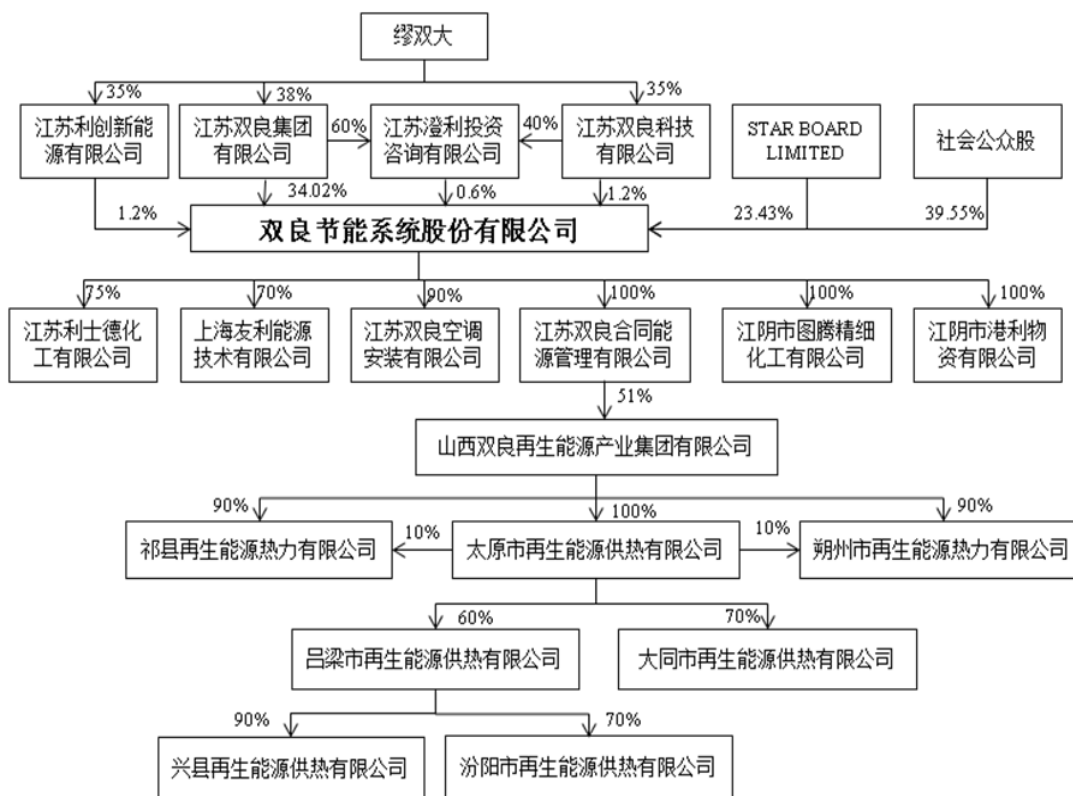 缪双大
35%
38%
35%
江苏利创新能
源有限公司
江苏双良集团
有限公司
60%
江苏澄利投资
咨询有限公司
40%
江苏双良科技
有限公司
STAR BOARD
LIMITED
社会公众股
1.2%
34.02%
0.6%
1.2%
23.43%
39.55%
双良节能系统股份有限公司
75%
70%
90%
100%
100%
100%
江苏利士德化
工有限公司
上海友利能源
技术有限公司
江苏双良空调
安装有限公司
江苏双良合同能
源管理有限公司
江阴市图腾精细
化工有限公司
江阴市港利物
资有限公司
51%
山西双良再生能源产业集团有限公司
90%
100%
90%
祁县再生能源热力有限公司
10%
太原市再生能源供热有限公司
10%
朔州市再生能源热力有限公司
60%
70%
吕梁市再生能源供热有限公司
大同市再生能源供热有限公司
90%
70%
兴县再生能源供热有限公司
汾阳市再生能源供热有限公司